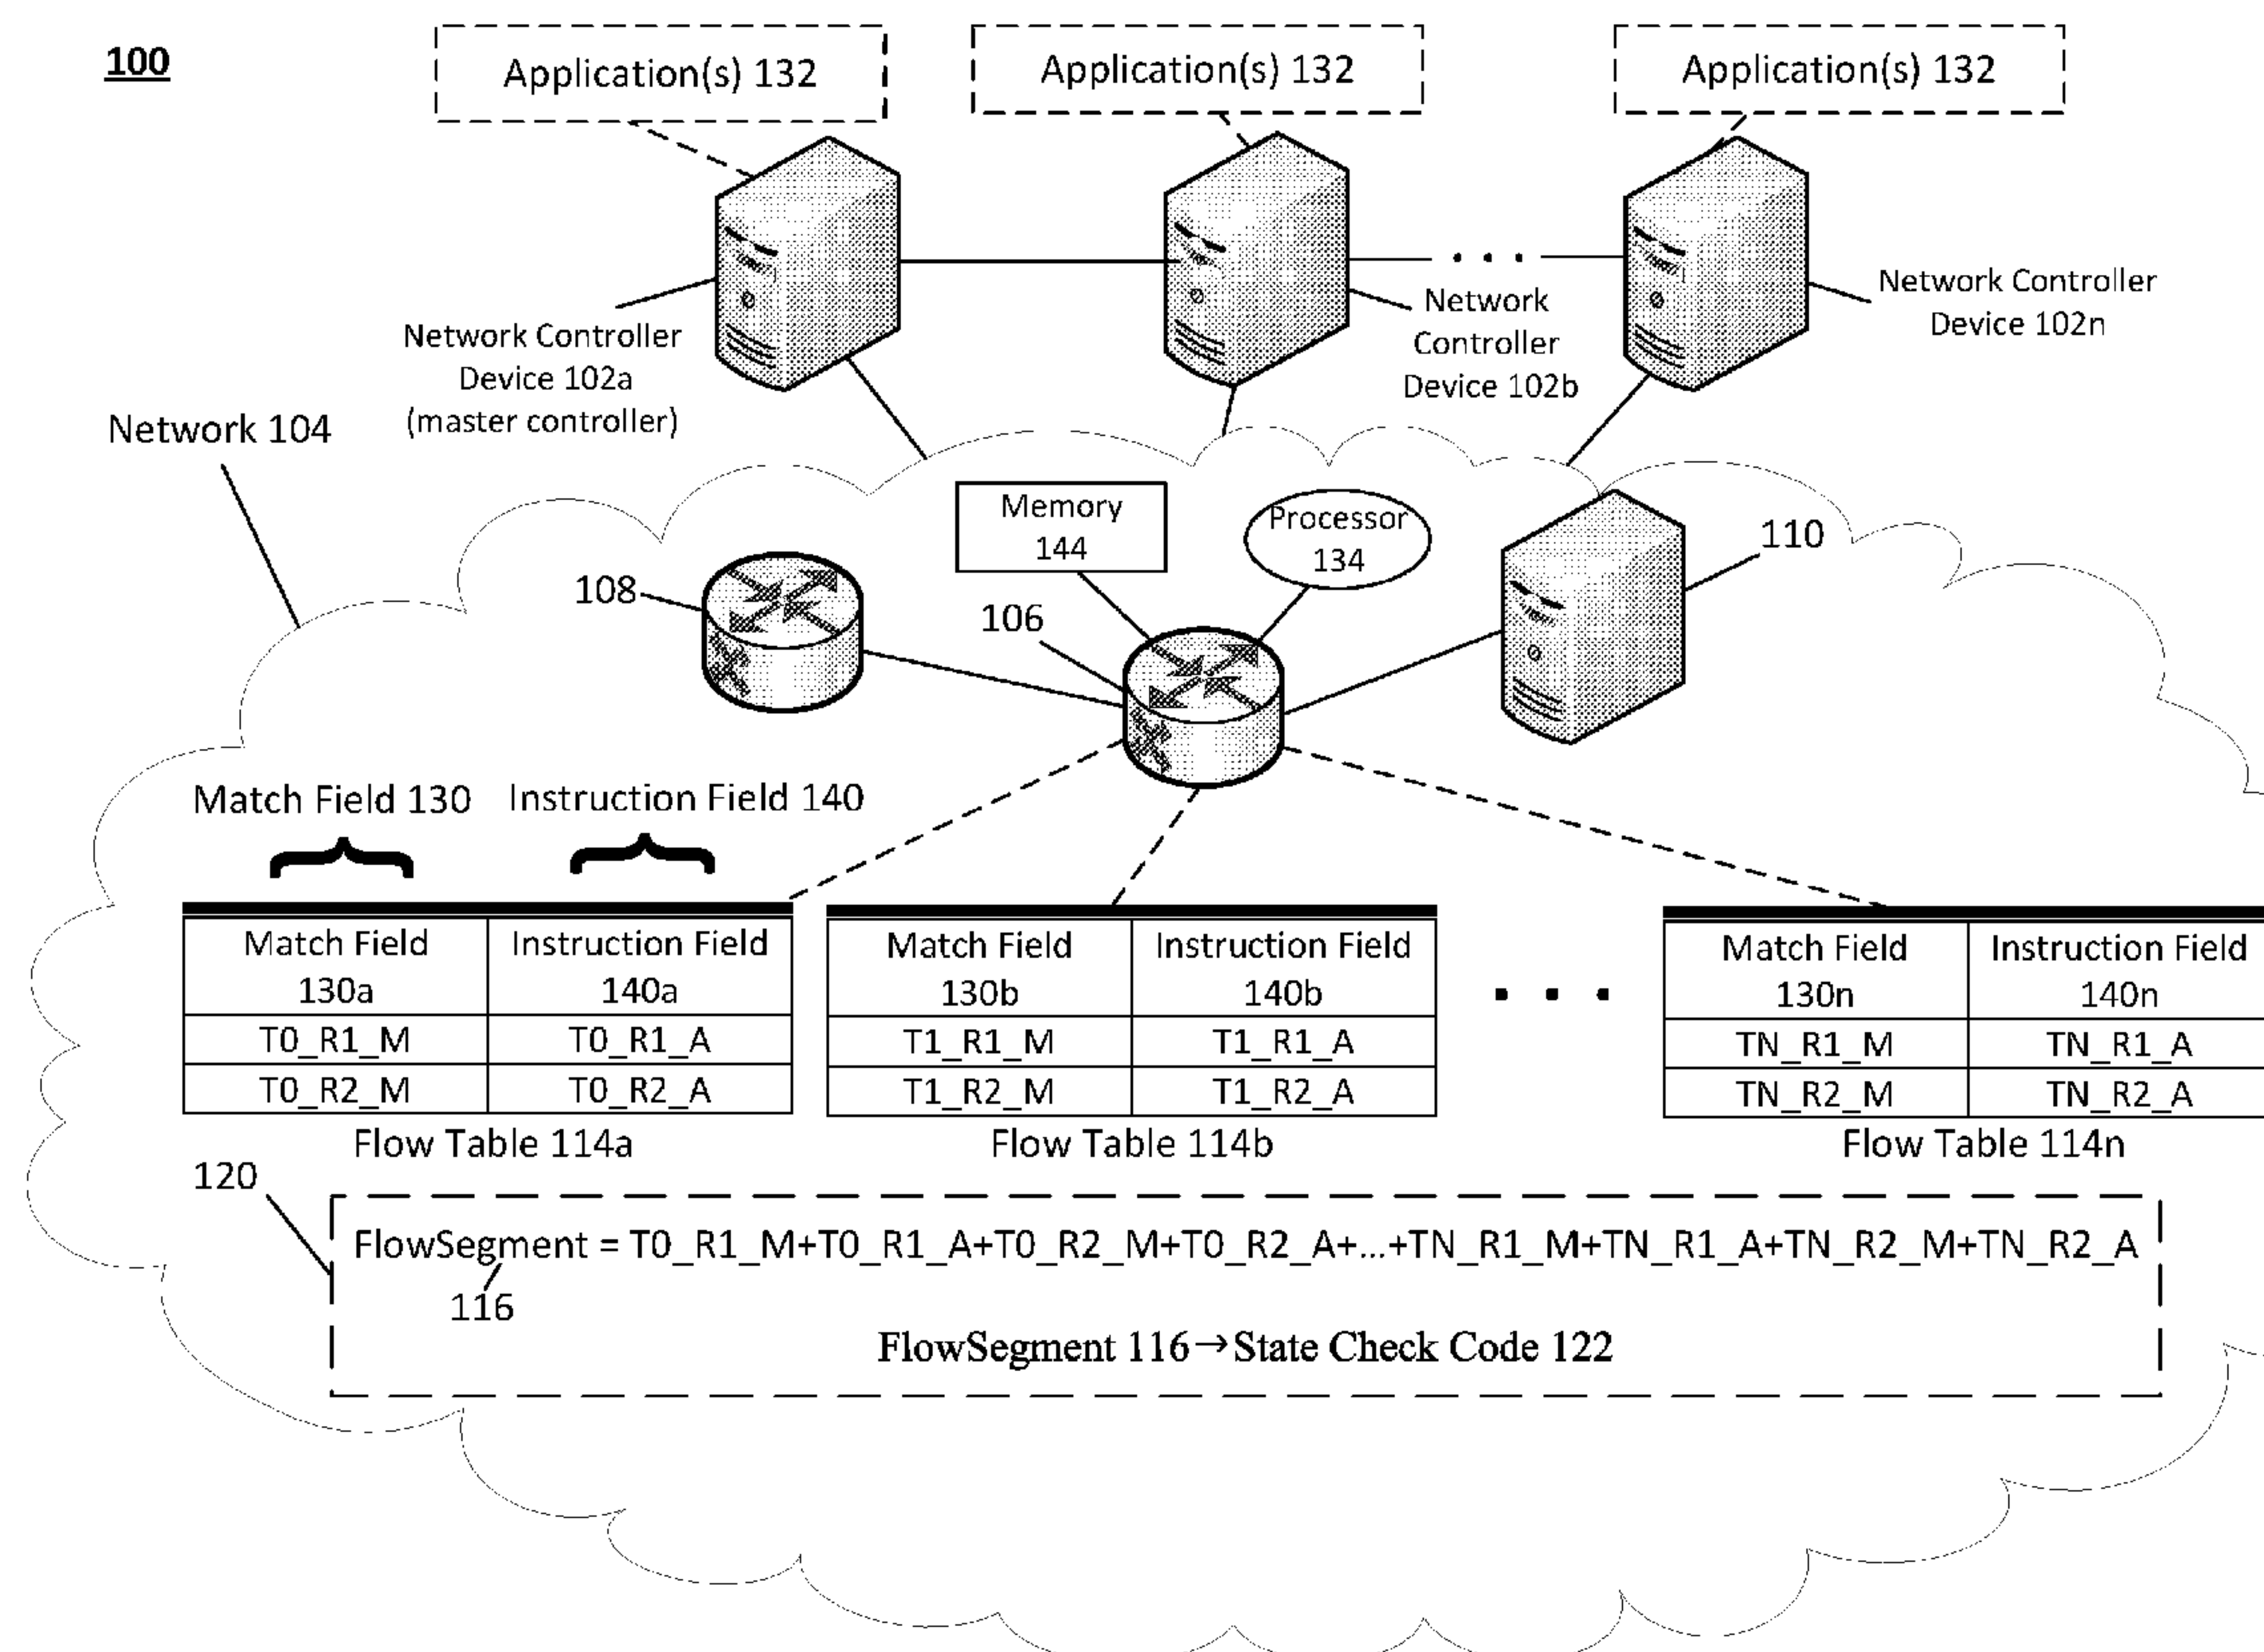 100
Application(s) 132
Application(s) 132
Application(s) 132
Network Controller
Device 102a
(master controller)
Network
Controller
Device 102b
Network Controller
Device 102n
Network 104
Memory
144
Processor
134
110
108
106
Match Field 130
Instruction Field 140
Match Field
130a
Instruction Field
140a
T0_R1_M
T0_R1_A
T0_R2_M
T0_R2_A
Flow Table 114a
Match Field
130b
Instruction Field
140b
T1_R1_M
T1_R1_A
T1_R2_M
T1_R2_A
Flow Table 114b
. . .
Match Field
130n
Instruction Field
140n
TN_R1_M
TN_R1_A
TN_R2_M
TN_R2_A
Flow Table 114n
120
FlowSegment = T0_R1_M+T0_R1_A+T0_R2_M+T0_R2_A+...+TN_R1_M+TN_R1_A+TN_R2_M+TN_R2_A
116
FlowSegment 116→State Check Code 122